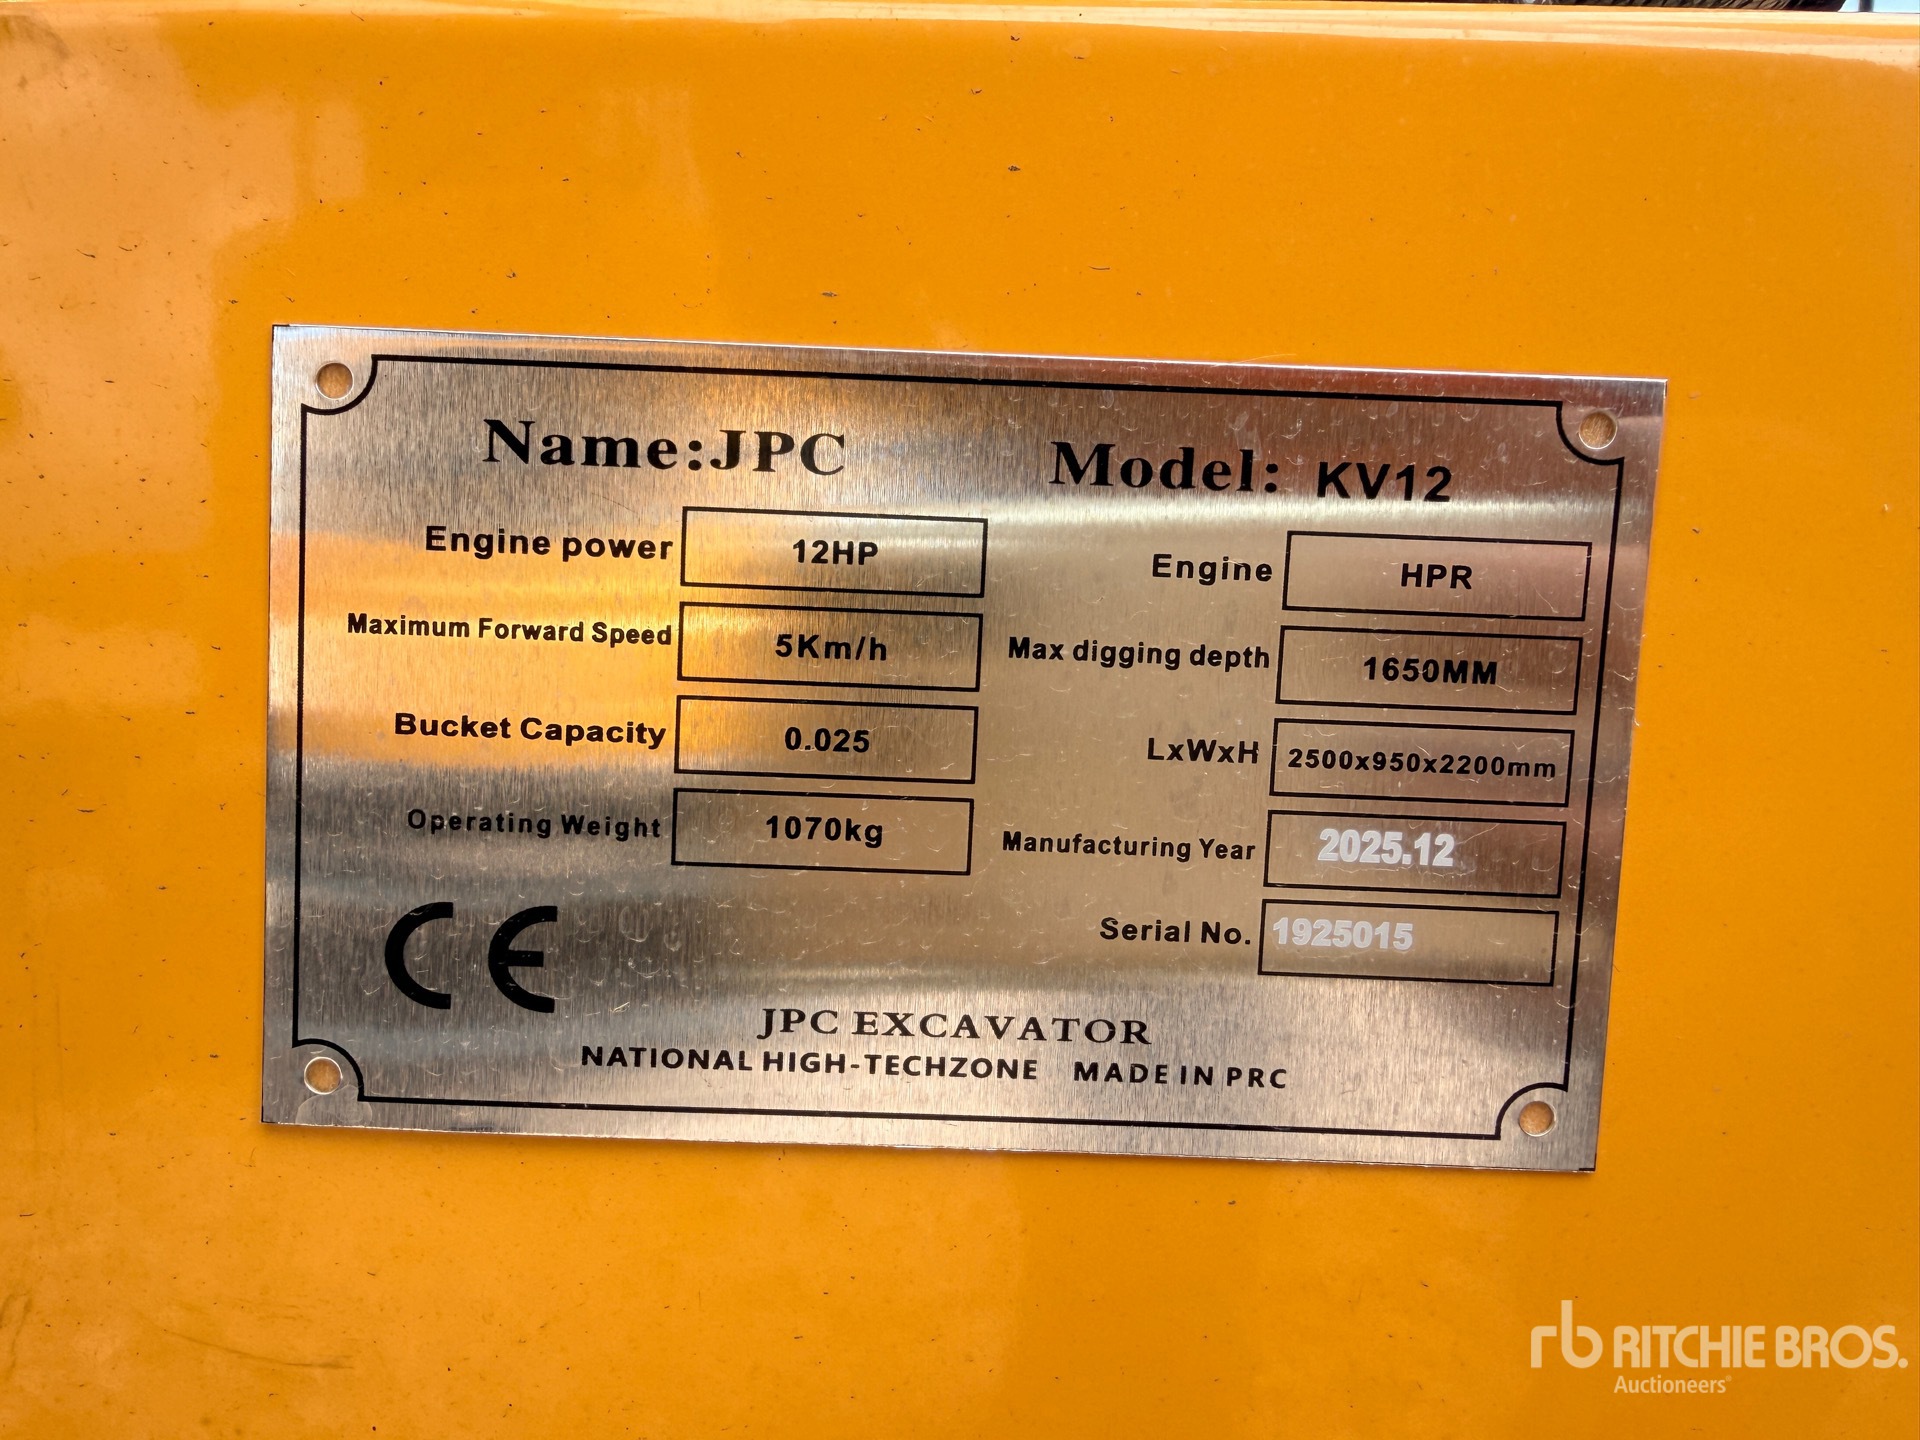 Name:JPC Model: KV12
Engine power 12HP Engine HPR
Maximum Forward Speed 5Km/h Max digging depth 1650MM
Bucket Capacity 0.025 LxWxH 2500x950x2200mm
Operating Weight 1070kg Manufacturing Year 2025.12
Serial No. 1925015
CE
JPC EXCAVATOR
NATIONAL HIGH-TECHZONE MADE IN PRC
rb RITCHIE BROS.
Auctioneers